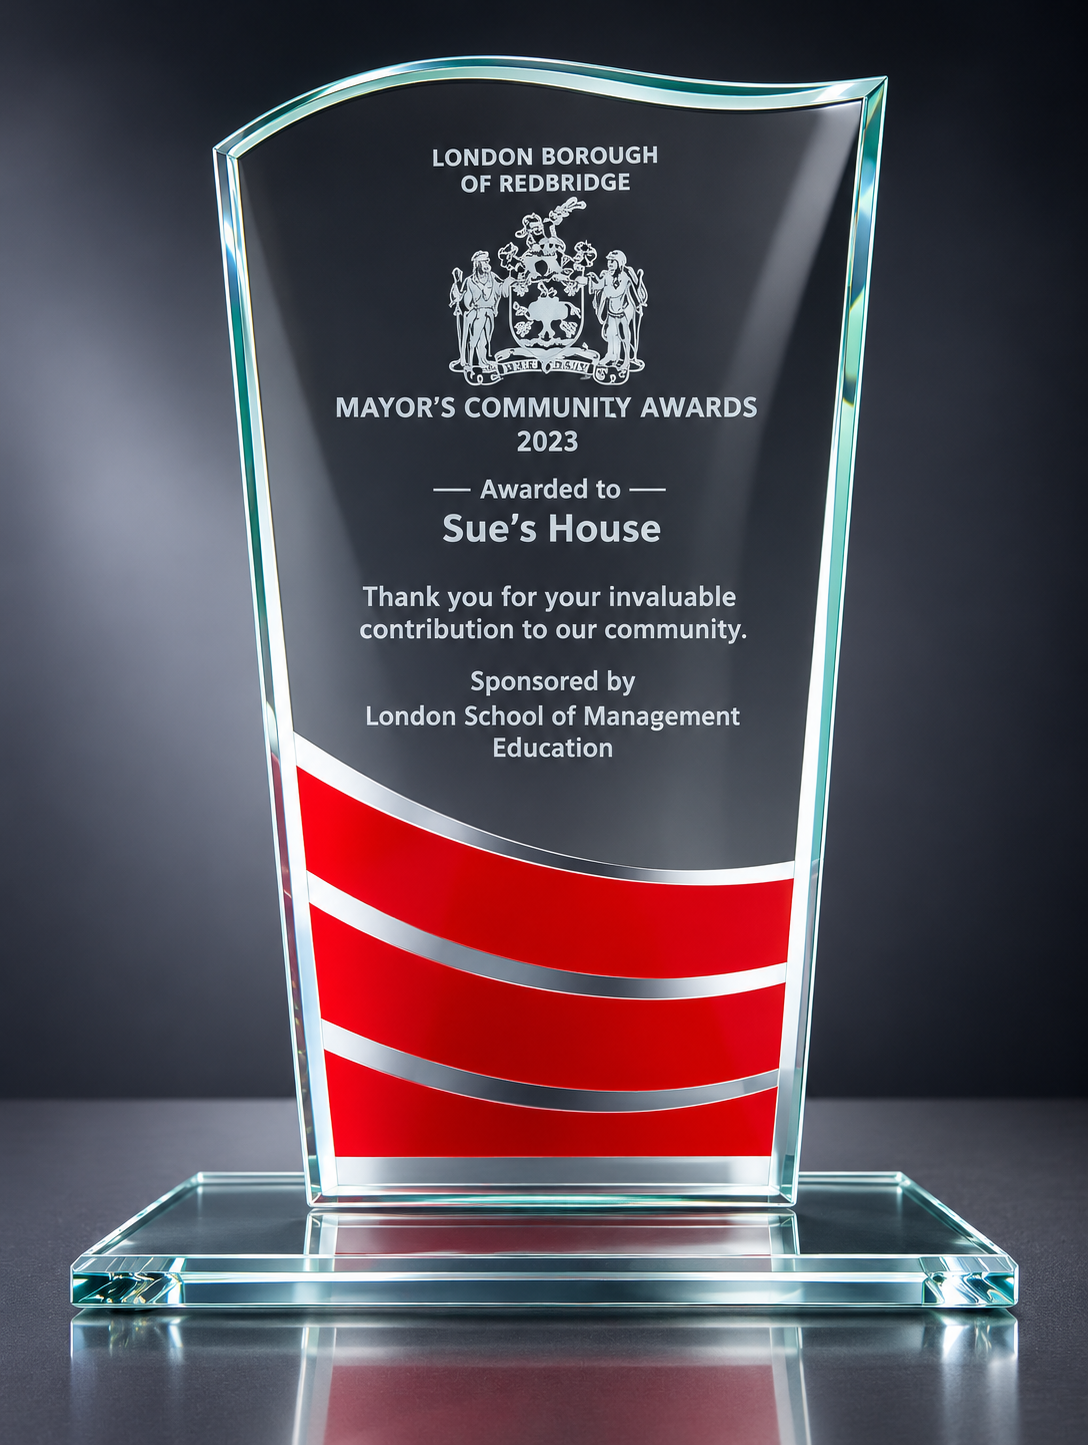 LONDON BOROUGH
OF REDBRIDGE
MAYOR’S COMMUNITY AWARDS
2023
— Awarded to —
Sue’s House
Thank you for your invaluable
contribution to our community.
Sponsored by
London School of Management
Education